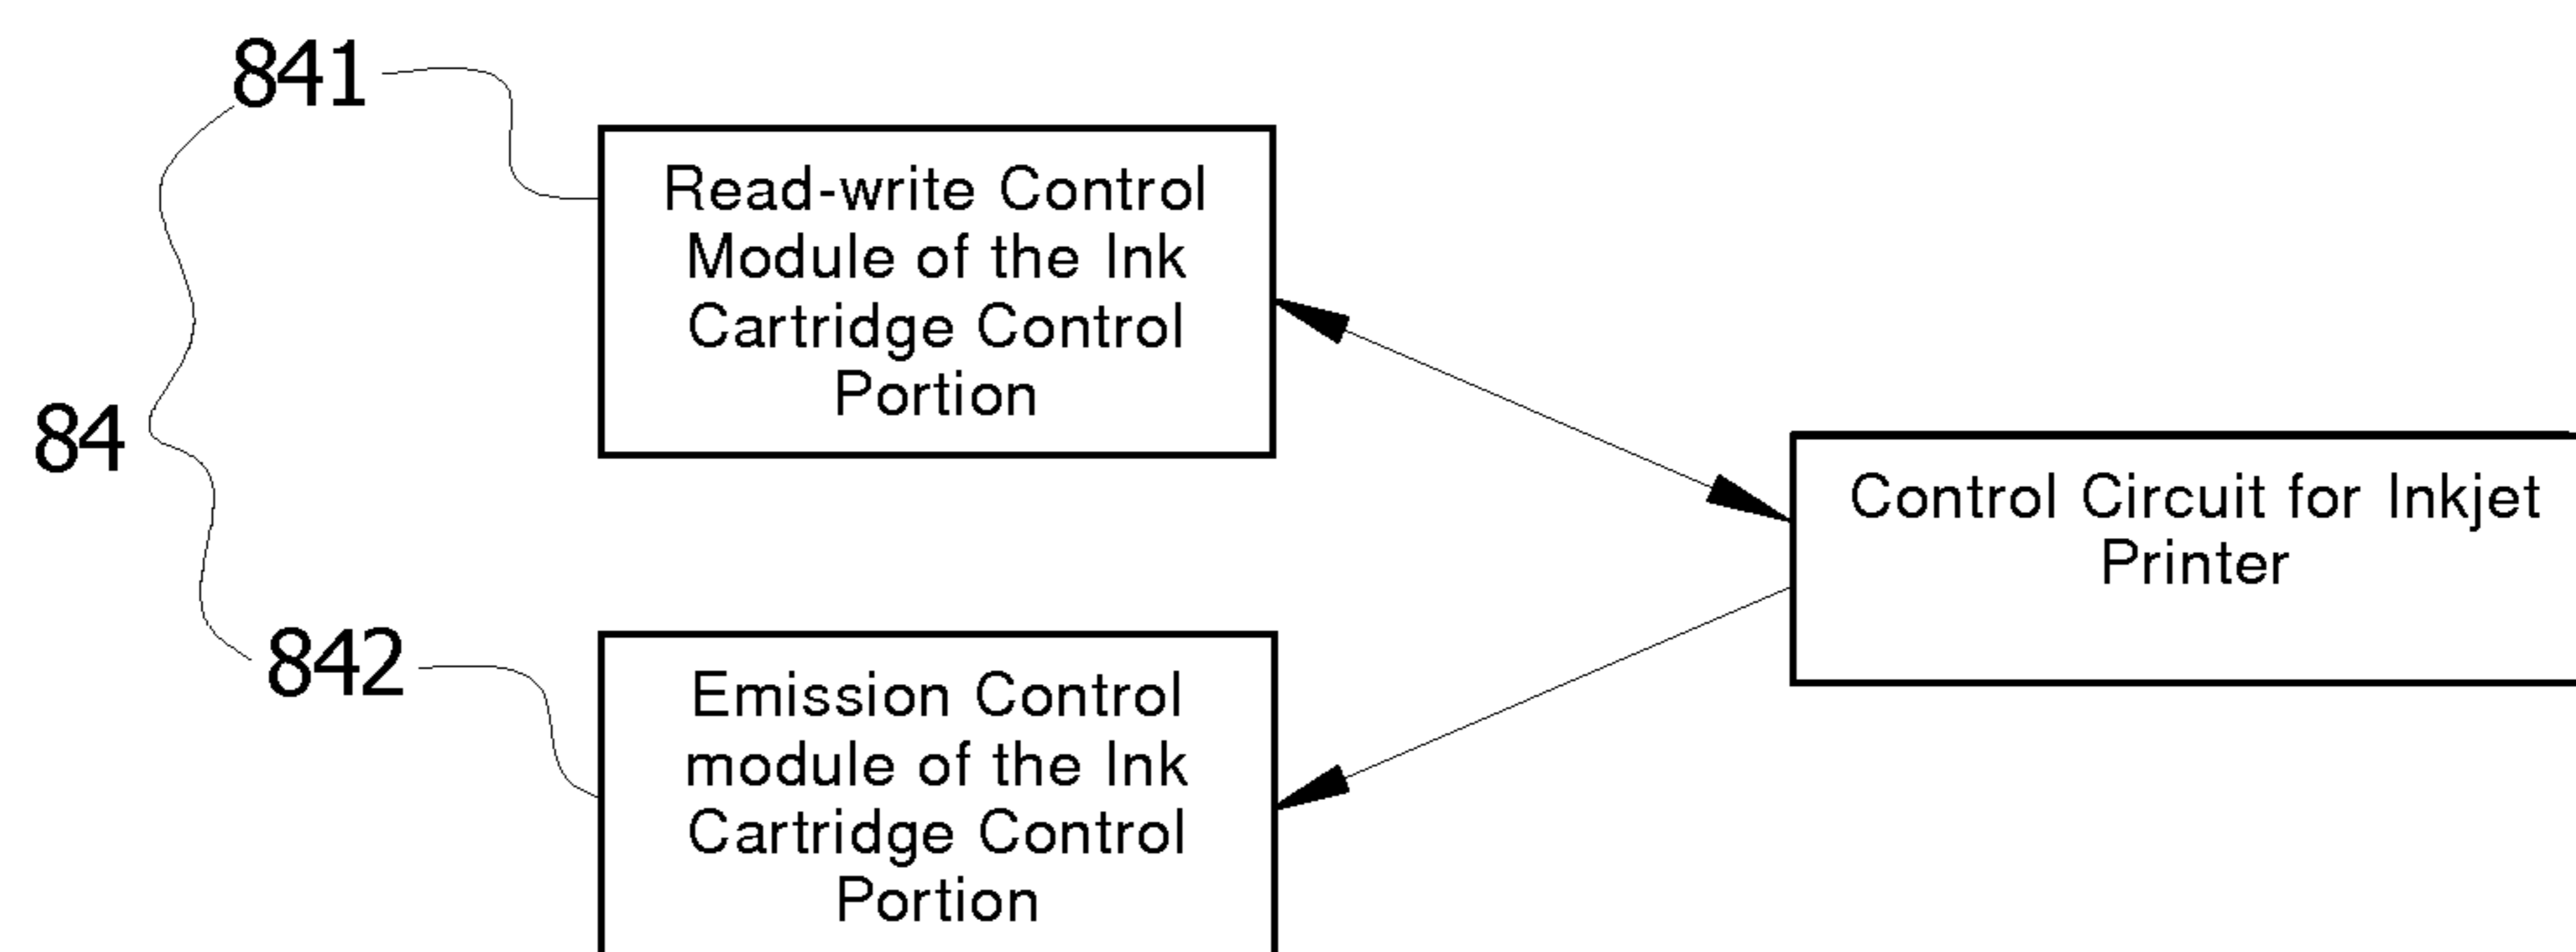 841
Read-write Control
Module of the Ink
Cartridge Control
Portion
84
Control Circuit for Inkjet
Printer
842
Emission Control
module of the Ink
Cartridge Control
Portion